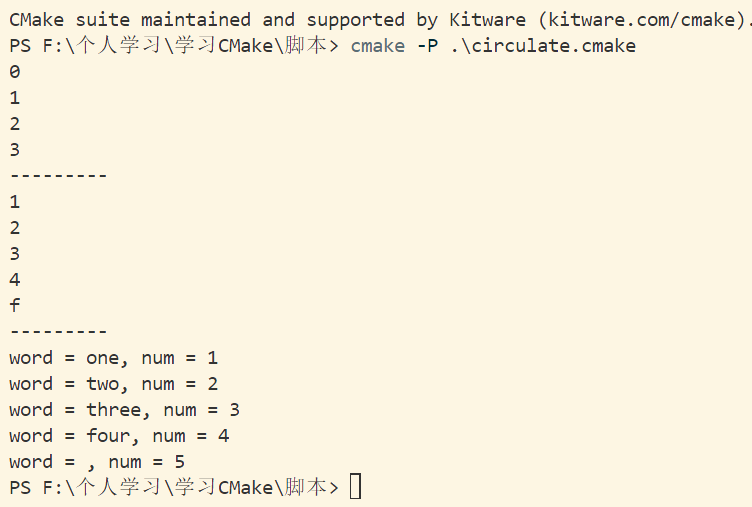 CMake suite maintained and supported by Kitware (kitware.com/cmake).
PS F:\个人学习\学习CMake\脚本> cmake -P .\circulate.cmake
0
1
2
3
---------
1
2
3
4
f
---------
word = one, num = 1
word = two, num = 2
word = three, num = 3
word = four, num = 4
word = , num = 5
PS F:\个人学习\学习CMake\脚本>